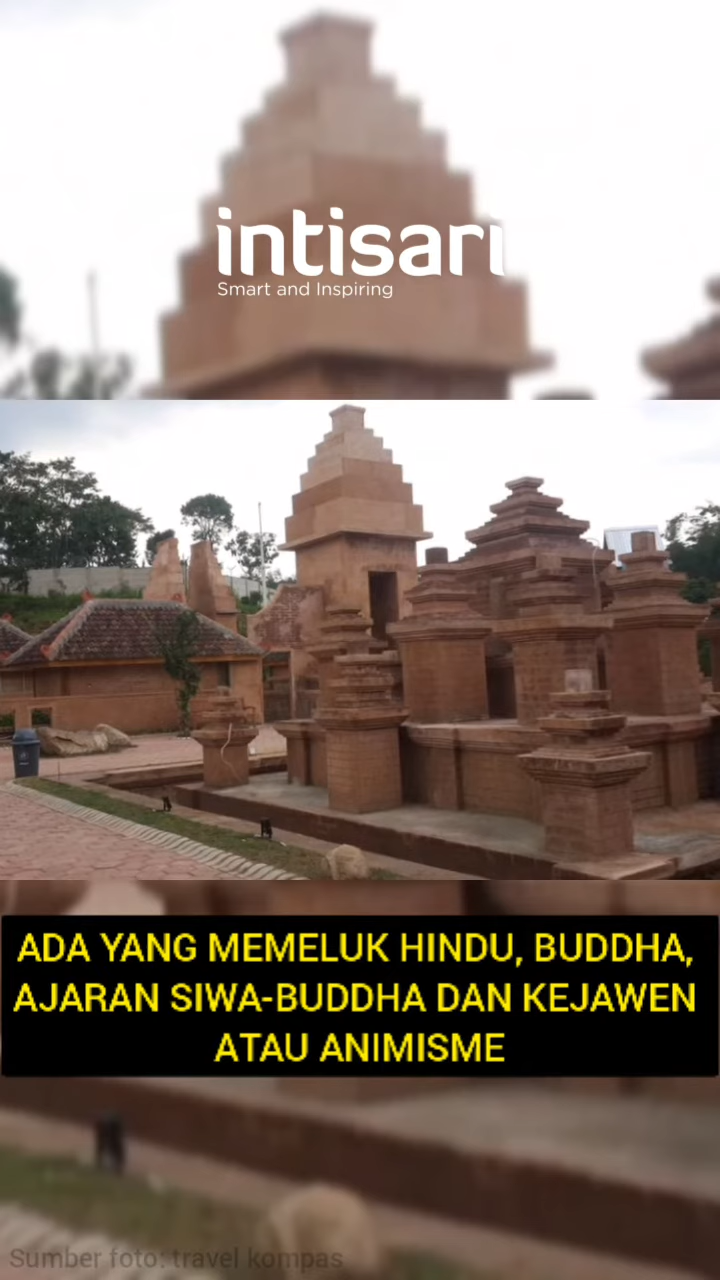 intisari
Smart and Inspiring
ADA YANG MEMELUK HINDU, BUDDHA,
AJARAN SIWA-BUDDHA DAN KEJAWEN
ATAU ANIMISME
Sumber foto: travel kompas